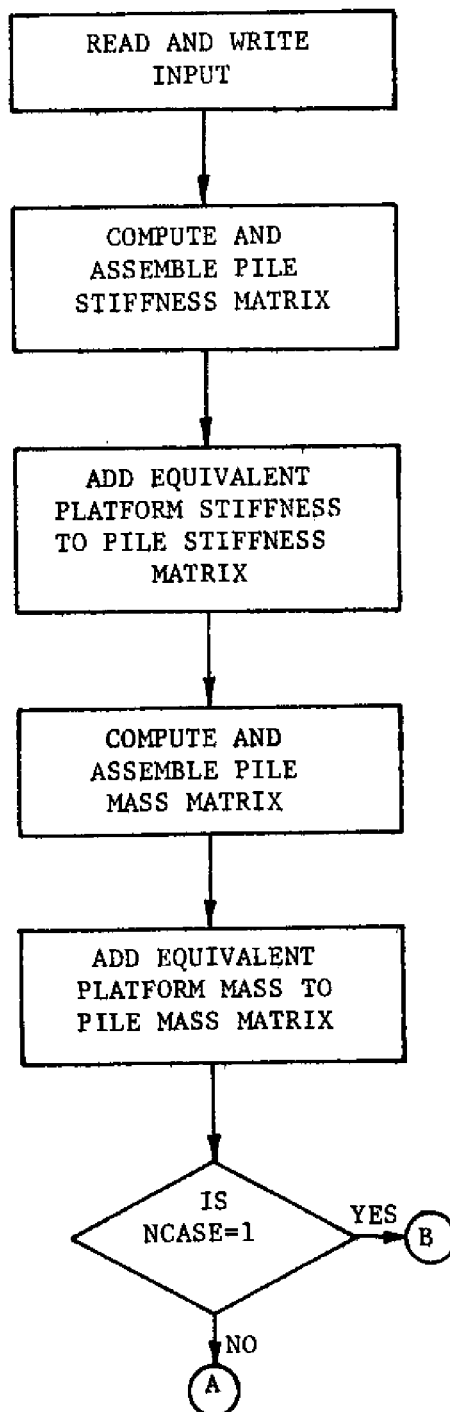 READ AND WRITE
INPUT
COMPUTE AND
ASSEMBLE PILE
STIFFNESS MATRIX
ADD EQUIVALENT
PLATFORM STIFFNESS
TO PILE STIFFNESS
MATRIX
COMPUTE AND
ASSEMBLE PILE
MASS MATRIX
ADD EQUIVALENT
PLATFORM MASS TO
PILE MASS MATRIX
IS
NCASE=1
YES
B
NO
A